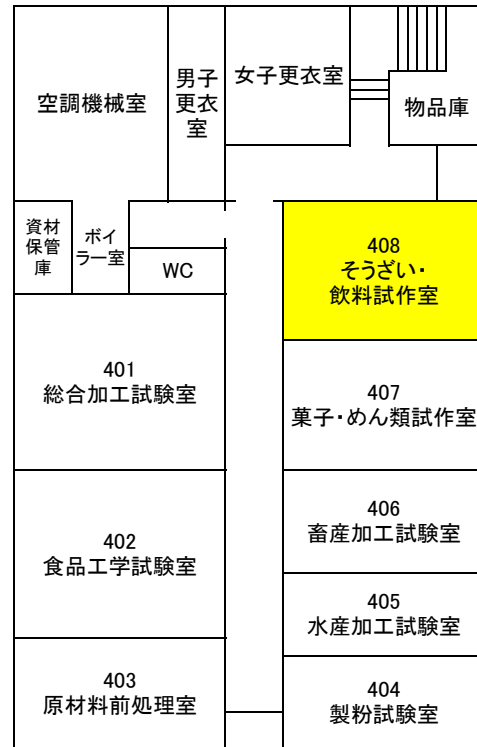 空調機械室
男子
更衣
室
女子更衣室
物品庫
資材
保管
庫
ボイ
ラー室
WC
408
そうざい・
飲料試作室
401
総合加工試験室
407
菓子・めん類試作室
406
畜産加工試験室
402
食品工学試験室
405
水産加工試験室
403
原材料前処理室
404
製粉試験室